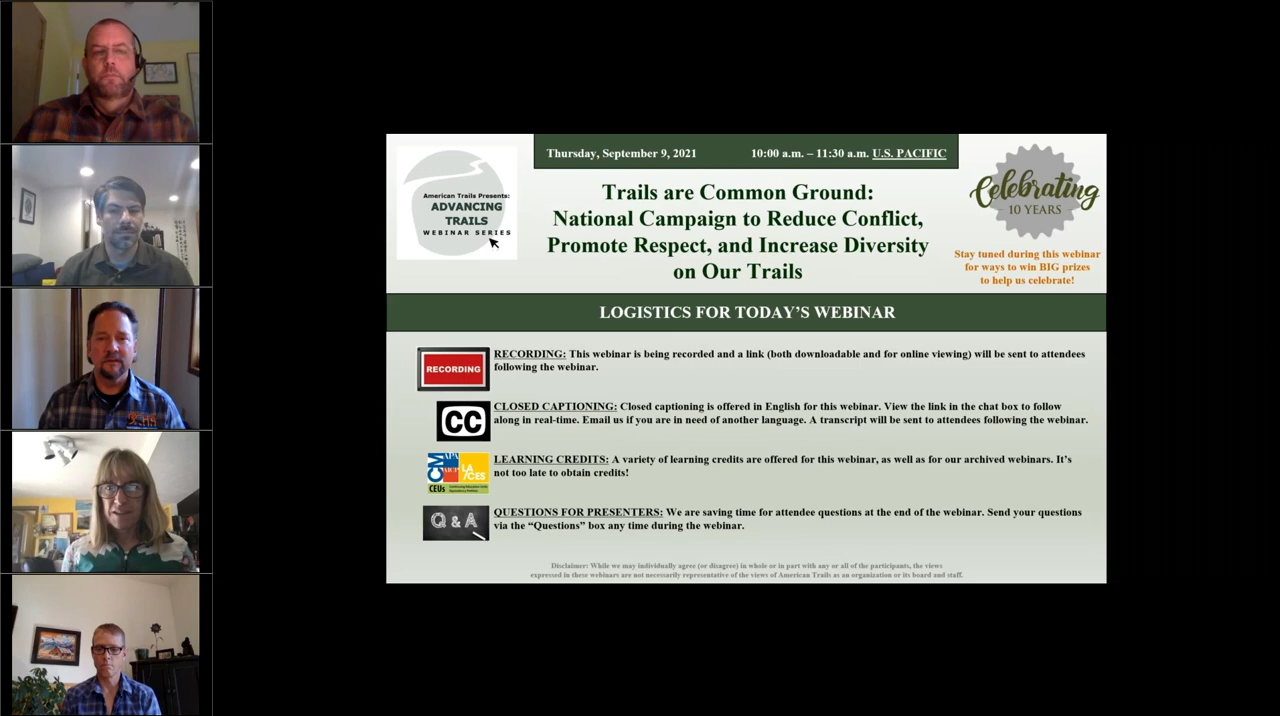 Thursday, September 9, 2021
10:00 a.m. – 11:30 a.m. U.S. PACIFIC
American Trails Presents:
ADVANCING
TRAILS
WEBINAR SERIES
Trails are Common Ground:
National Campaign to Reduce Conflict,
Promote Respect, and Increase Diversity
on Our Trails
Celebrating
10 YEARS
Stay tuned during this webinar
for ways to win BIG prizes
to help us celebrate!
LOGISTICS FOR TODAY’S WEBINAR
RECORDING
RECORDING: This webinar is being recorded and a link (both downloadable and for online viewing) will be sent to attendees
following the webinar.
CC
CLOSED CAPTIONING: Closed captioning is offered in English for this webinar. View the link in the chat box to follow
along in real-time. Email us if you are in need of another language. A transcript will be sent to attendees following the webinar.
CM
APA
AICP
LA
CES
CEUs
LEARNING CREDITS: A variety of learning credits are offered for this webinar, as well as for our archived webinars. It’s
not too late to obtain credits!
Q & A
QUESTIONS FOR PRESENTERS: We are saving time for attendee questions at the end of the webinar. Send your questions
via the “Questions” box any time during the webinar.
Disclaimer: While we may individually agree (or disagree) in whole or in part with any or all of the participants, the views
expressed in these webinars are not necessarily representative of the views of American Trails as an organization or its board and staff.